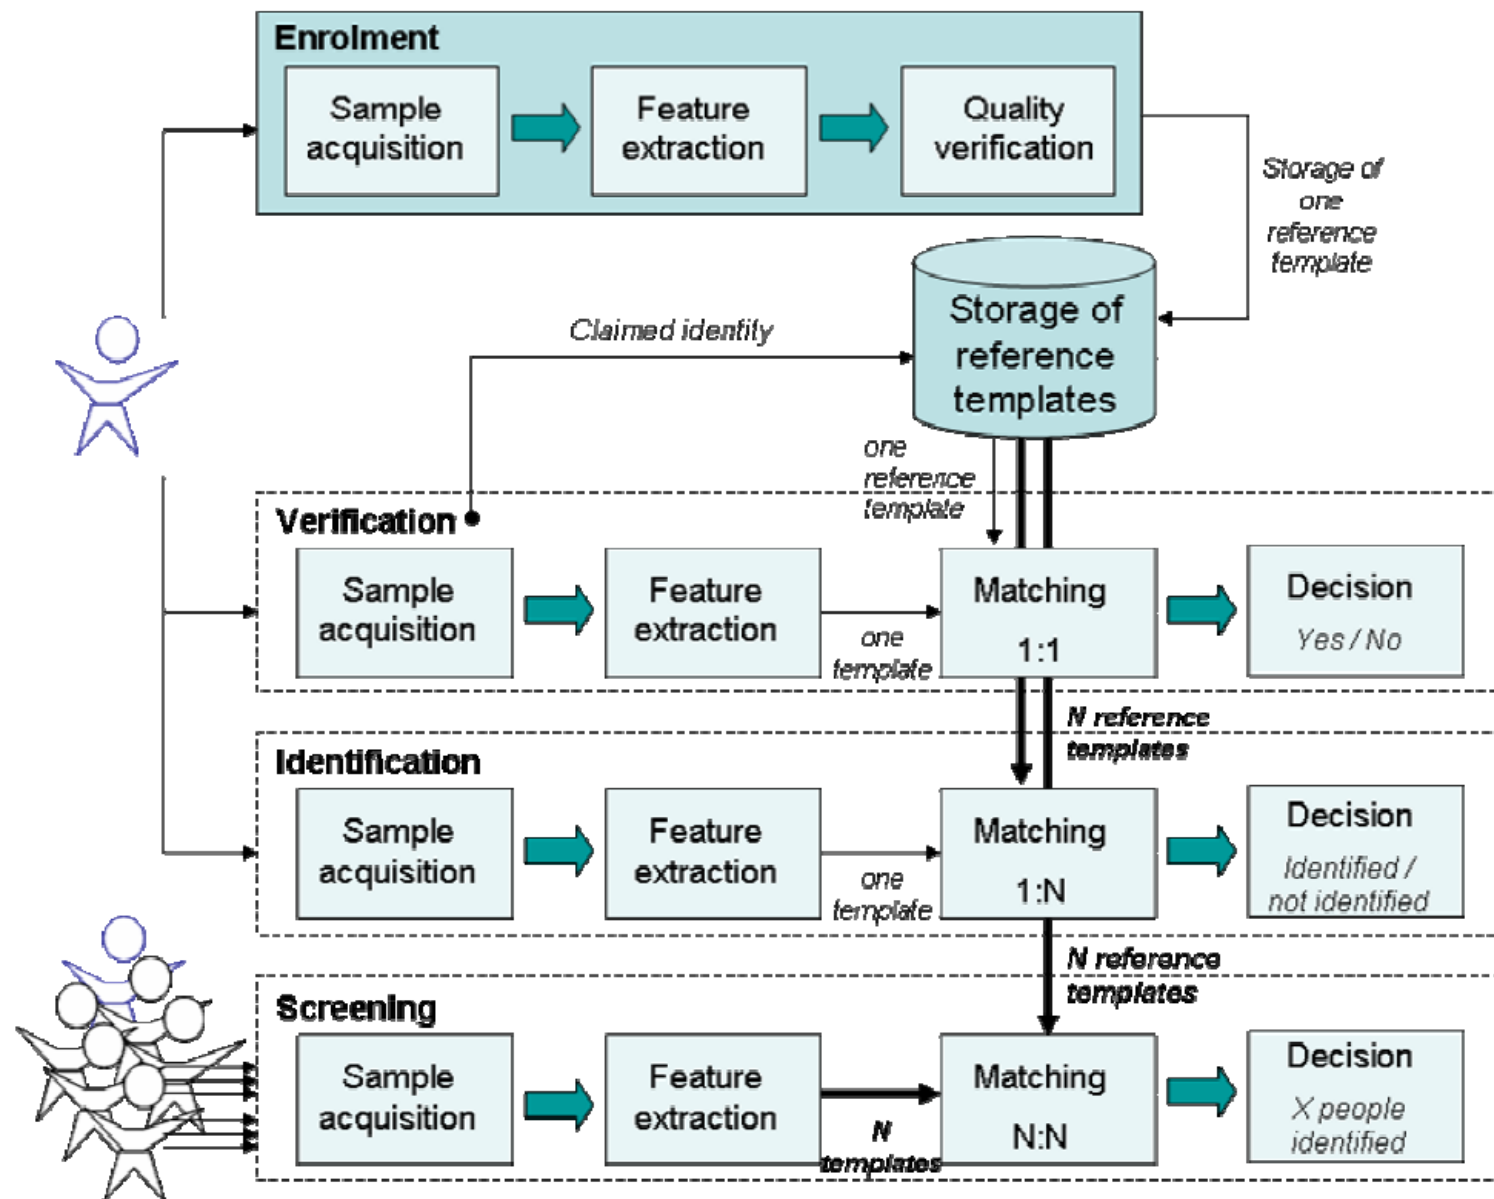 Enrolment
Sample
acquisition
Feature
extraction
Quality
verification
Storage of
one
reference
template
Storage of
reference
templates
Claimed identity
one
reference
template
Verification
Sample
acquisition
Feature
extraction
one
template
Matching
1:1
Decision
Yes / No
N reference
templates
Identification
Sample
acquisition
Feature
extraction
one
template
Matching
1:N
Decision
Identified /
not identified
N reference
templates
Screening
Sample
acquisition
Feature
extraction
N
templates
Matching
N:N
Decision
X people
identified